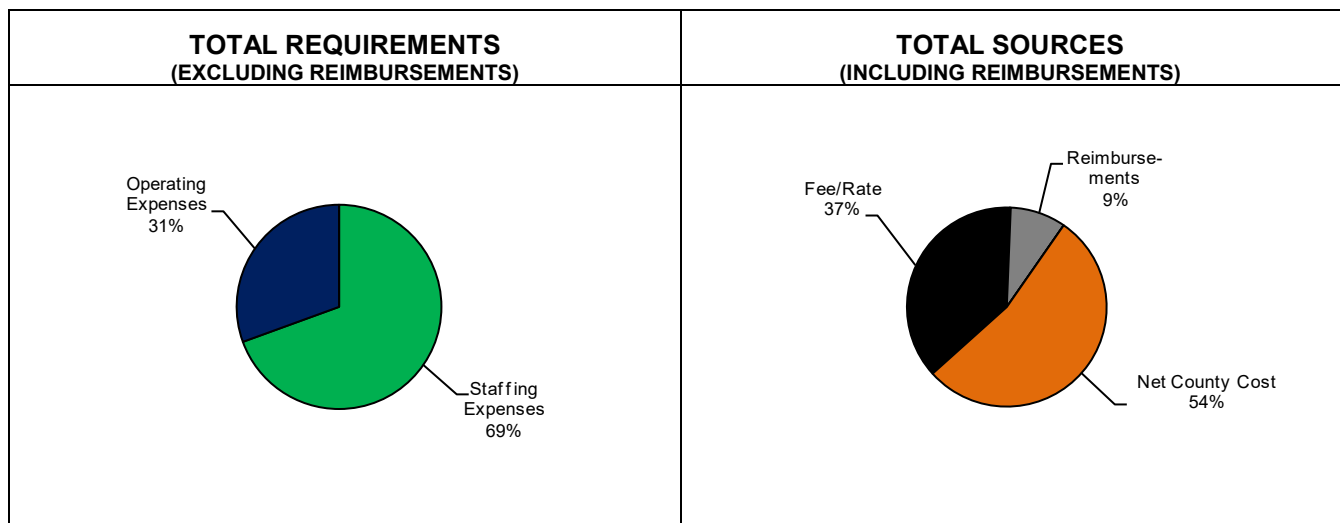 TOTAL REQUIREMENTS
(EXCLUDING REIMBURSEMENTS)
Operating
Expenses
31%
Staffing
Expenses
69%
TOTAL SOURCES
(INCLUDING REIMBURSEMENTS)
Fee/Rate
37%
Reimburse-
ments
9%
Net County Cost
54%